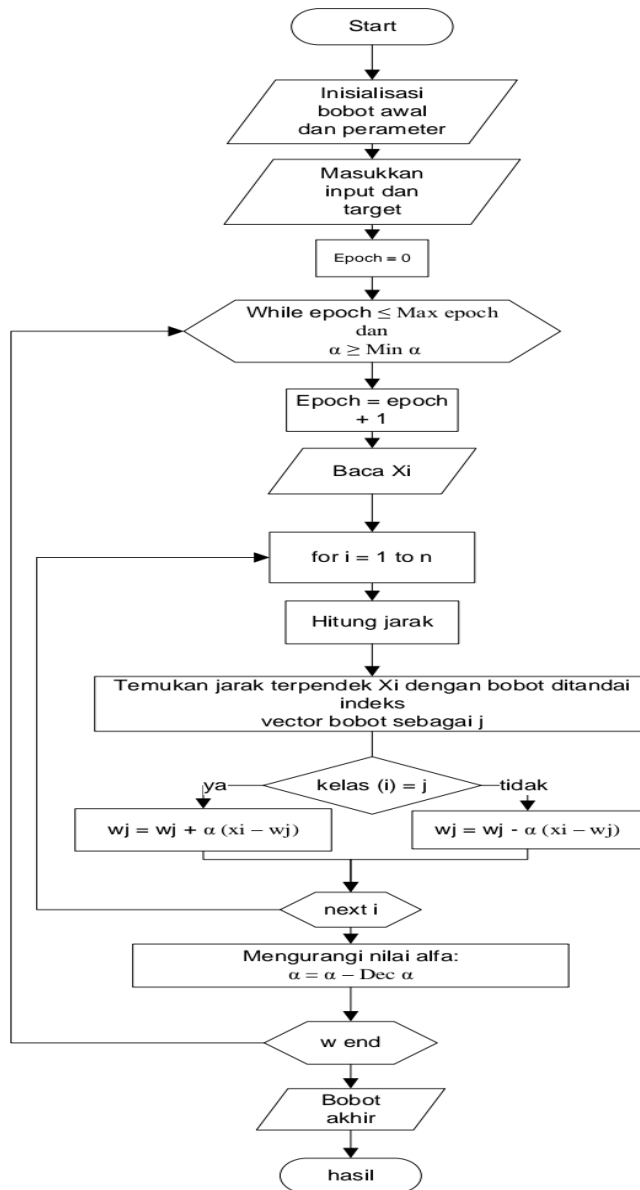 Start
Inisialisasi
bobot awal
dan perameter
Masukkan
input dan
target
Epoch = 0
While epoch ≤ Max epoch
dan
α ≥ Min α
Epoch = epoch
+ 1
Baca Xi
for i = 1 to n
Hitung jarak
Temukan jarak terpendek Xi dengan bobot ditandai
indeks
vector bobot sebagai j
ya
kelas (i) = j
tidak
wj = wj + α (xi – wj)
wj = wj - α (xi – wj)
next i
Mengurangi nilai alfa:
α = α – Dec α
w end
Bobot
akhir
hasil